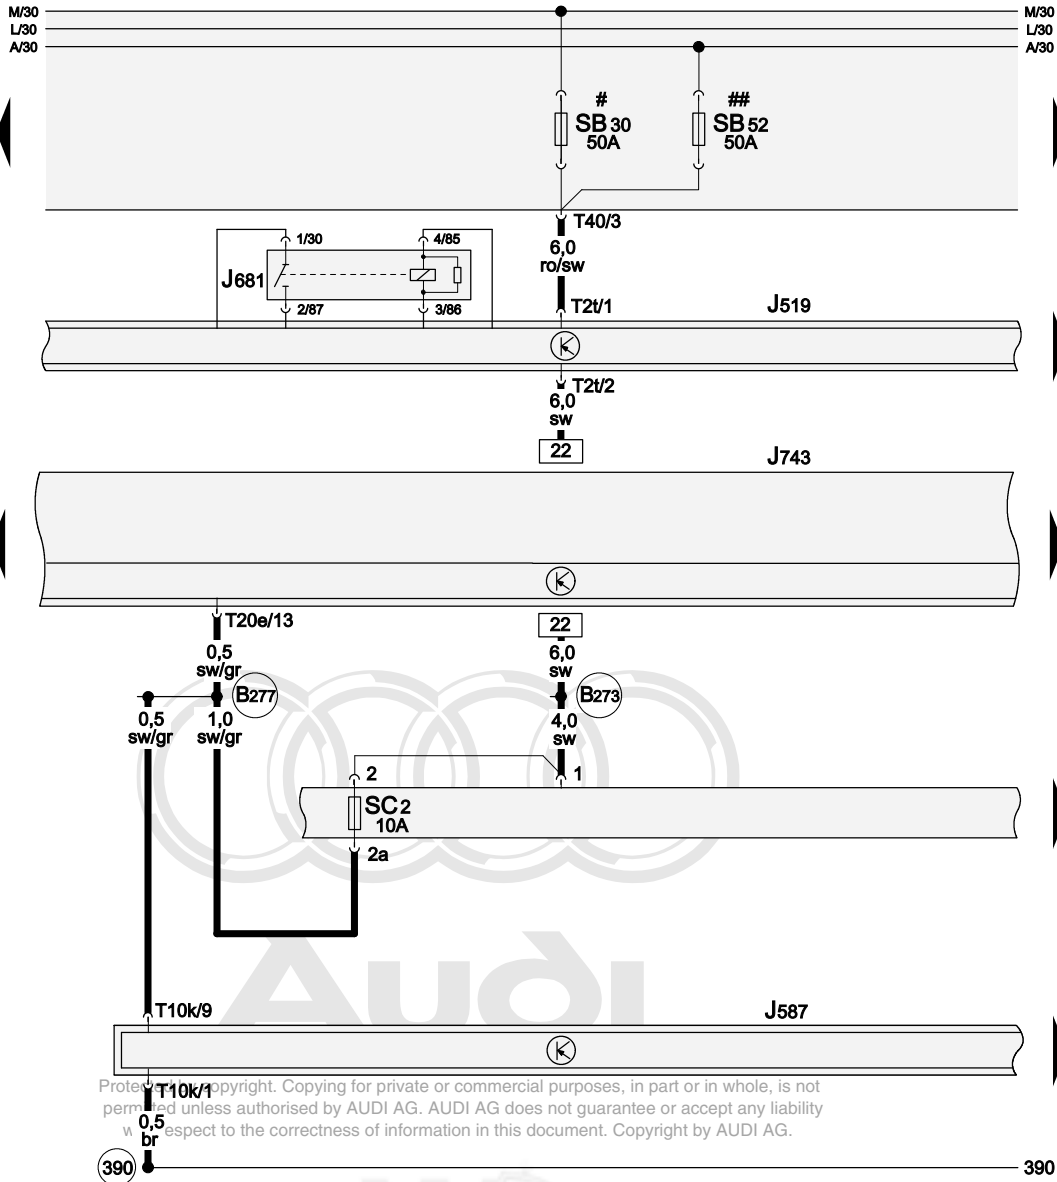 M/30 M/30
L/30 L/30
A/30 A/30
# ##
SB 30 SB 52
50A 50A
T40/3
1/30 4/85
6,0
ro/sw
J681
2/87 3/86
T2t/1
J519
T2t/2
6,0
sw
22
J743
T20e/13
22
0,5
sw/gr
6,0
sw
B277
B273
0,5
sw/gr
1,0
sw/gr
4,0
sw
2
1
SC 2
10A
2a
Audi
T10k/9
J587
Protected by copyright. Copying for private or commercial purposes, in part or in whole, is not
T10k/1
permitted unless authorised by AUDI AG. AUDI AG does not guarantee or accept any liability
0,5
espect to the correctness of information in this document. Copyright by AUDI AG.
br
390 390